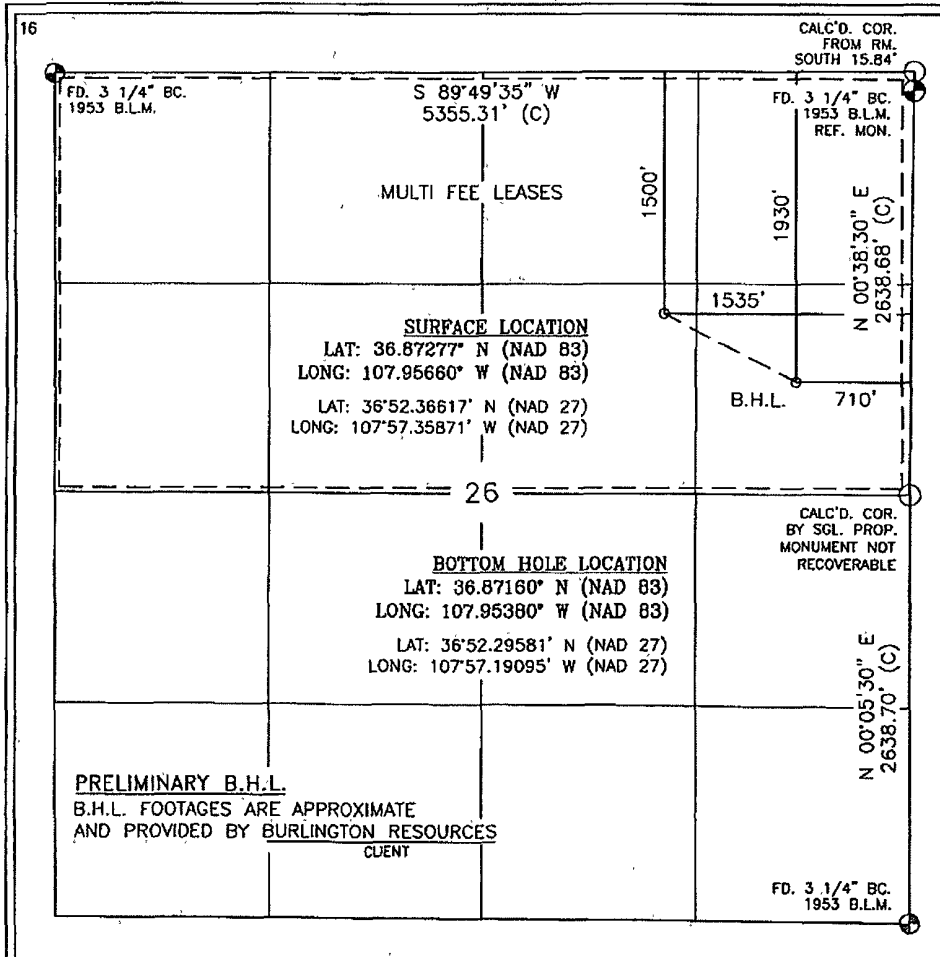 16
CALC'D. COR.
FROM RM.
SOUTH 15.84'
FD. 3 1/4" BC.
1953 B.L.M.
S 89°49'35" W
5355.31' (C)
FD. 3 1/4" BC.
1953 B.L.M.
REF. MON.
MULTI FEE LEASES
1500'
1930'
N 00°38'30" E
2638.68' (C)
1535'
SURFACE LOCATION
LAT: 36.87277° N (NAD 83)
LONG: 107.95660° W (NAD 83)
LAT: 36°52.36617' N (NAD 27)
LONG: 107°57.35871' W (NAD 27)
B.H.L.
710'
26
CALC'D. COR.
BY SGL. PROP.
MONUMENT NOT
RECOVERABLE
BOTTOM HOLE LOCATION
LAT: 36.87160° N (NAD 83)
LONG: 107.95380° W (NAD 83)
LAT: 36°52.29581' N (NAD 27)
LONG: 107°57.19095' W (NAD 27)
N 00°05'30" E
2638.70' (C)
PRELIMINARY B.H.L.
B.H.L. FOOTAGES ARE APPROXIMATE
AND PROVIDED BY BURLINGTON RESOURCES
CLIENT
FD. 3 1/4" BC.
1953 B.L.M.